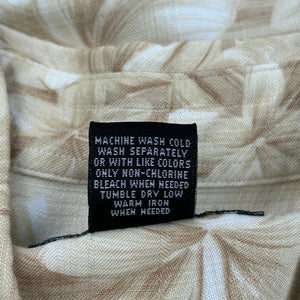 MACHINE WASH COLD
WASH SEPARATELY
OR WITH LIKE COLORS
ONLY NON-CHLORINE
BLEACH WHEN NEEDED
TUMBLE DRY LOW
WARM IRON
WHEN NEEDED